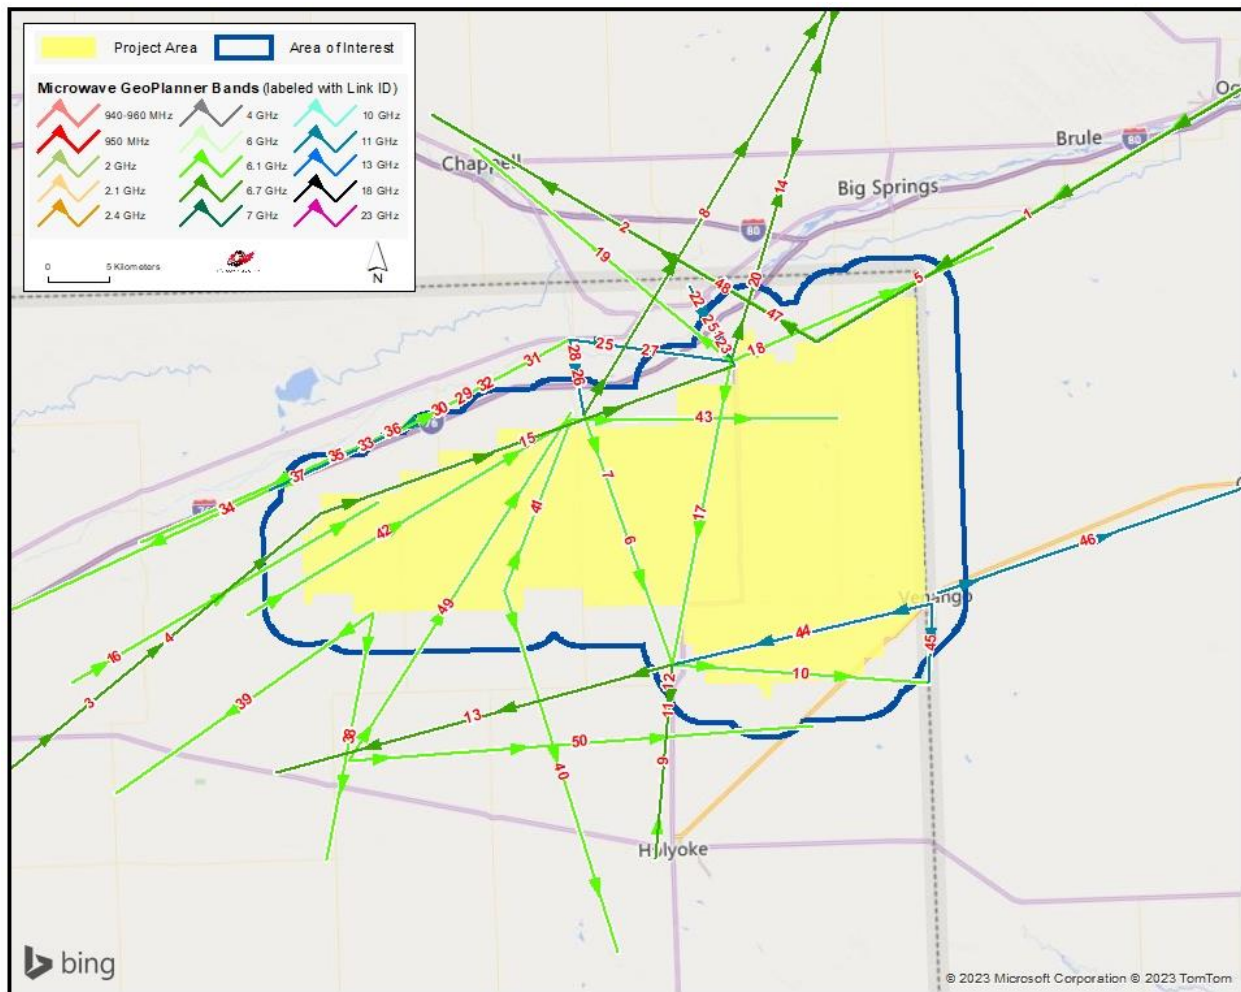 Project Area
Area of Interest
Microwave GeoPlanner Bands (labeled with Link ID)
940-960 MHz
4 GHz
10 GHz
950 MHz
6 GHz
11 GHz
2 GHz
6.1 GHz
13 GHz
2.1 GHz
6.7 GHz
18 GHz
2.4 GHz
7 GHz
23 GHz
0
5 Kilometers
N
Chappell
Brule
80
Big Springs
80
14
8
1
2
19
5
48
20
47
22
25
23
18
28
25
27
31
26
32
29
30
36
76
43
15
33
35
37
7
34
76
41
17
42
6
46
49
Venango
44
45
16
4
10
12
3
39
11
13
38
50
9
40
Holyoke
bing
© 2023 Microsoft Corporation © 2023 TomTom